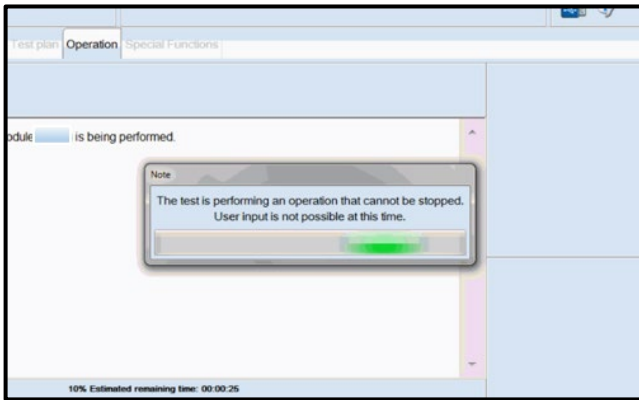 Test plan Operation Special Functions
odule is being performed.
Note
The test is performing an operation that cannot be stopped.
User input is not possible at this time.
10% Estimated remaining time: 00:00:25